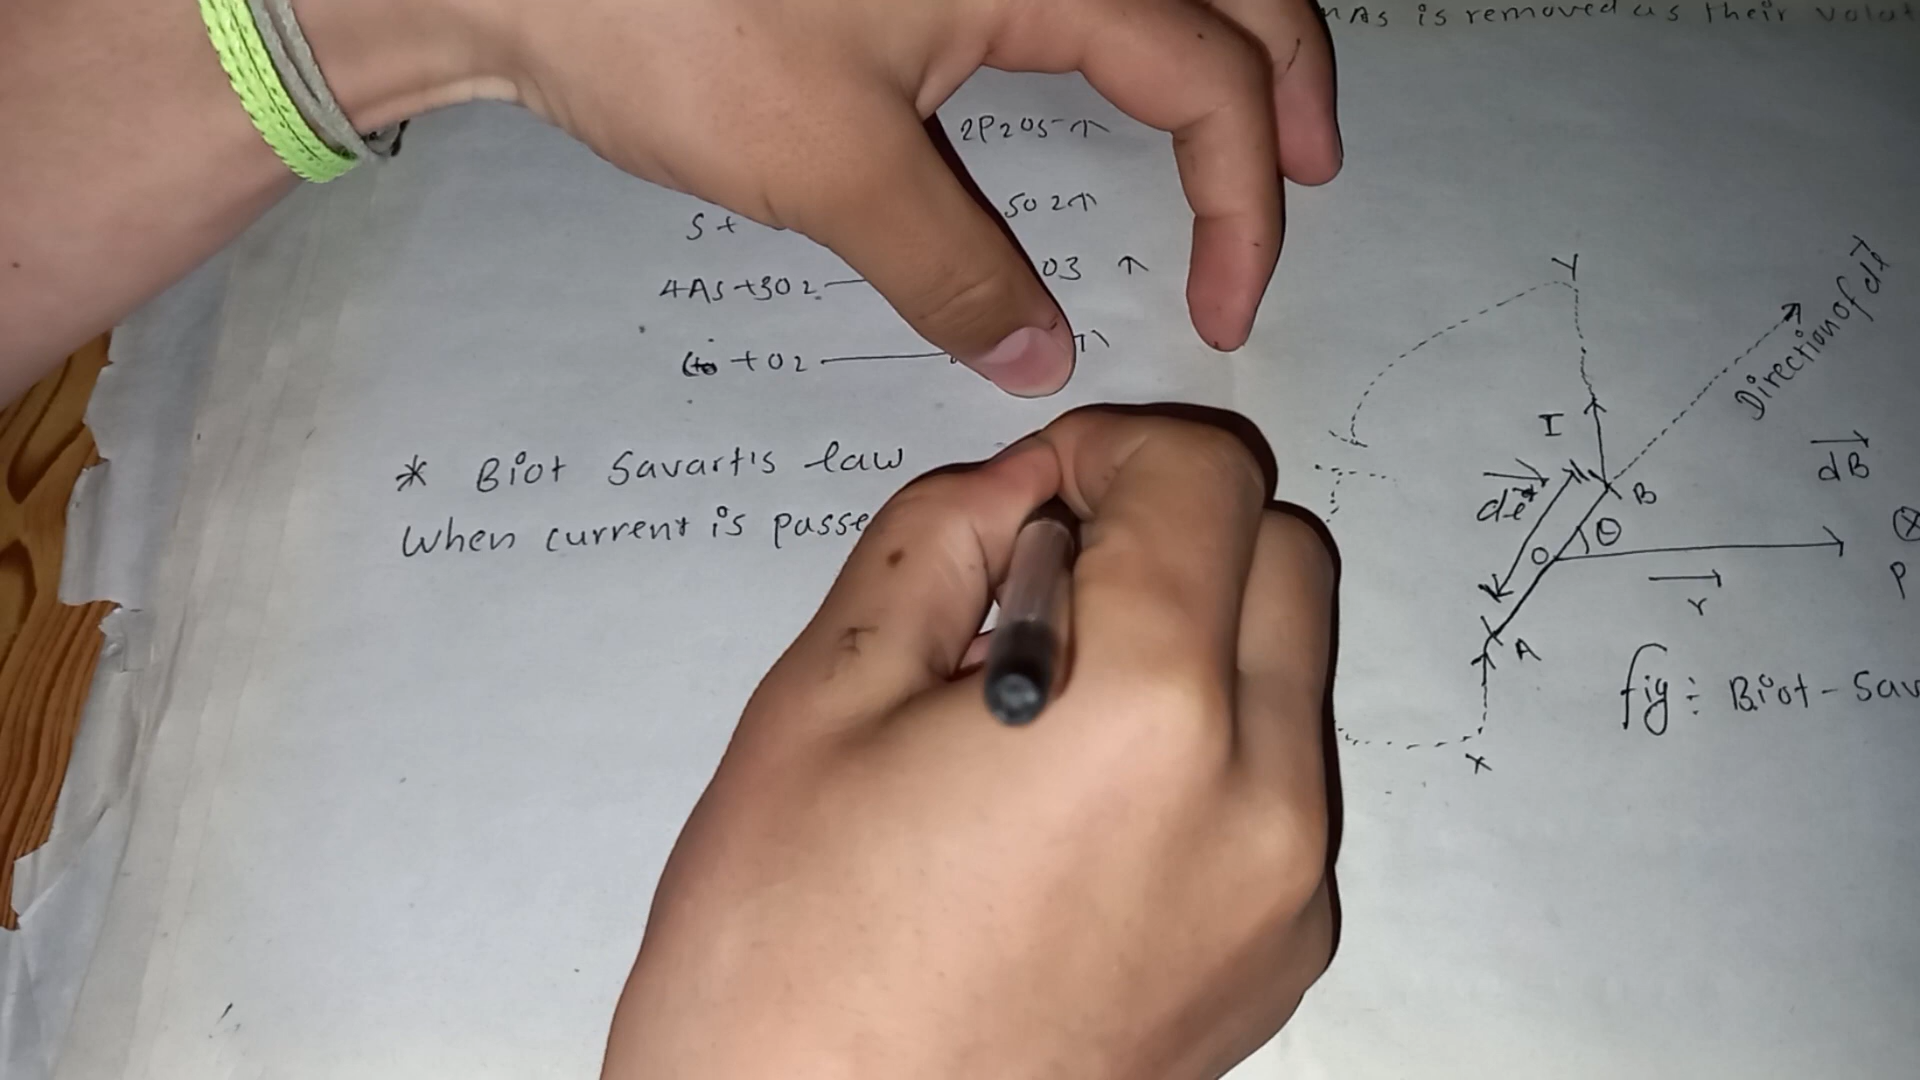 As is removed as their
2P2O5 ↑
S +
SO2 ↑
4As + 3O2
O3 ↑
+ O2
↑
* Biot Savart's law
When current is passe
Y
Direction of dl
I
dl
B
dB
θ
O
r
P
A
X
fig : Biot - Sav